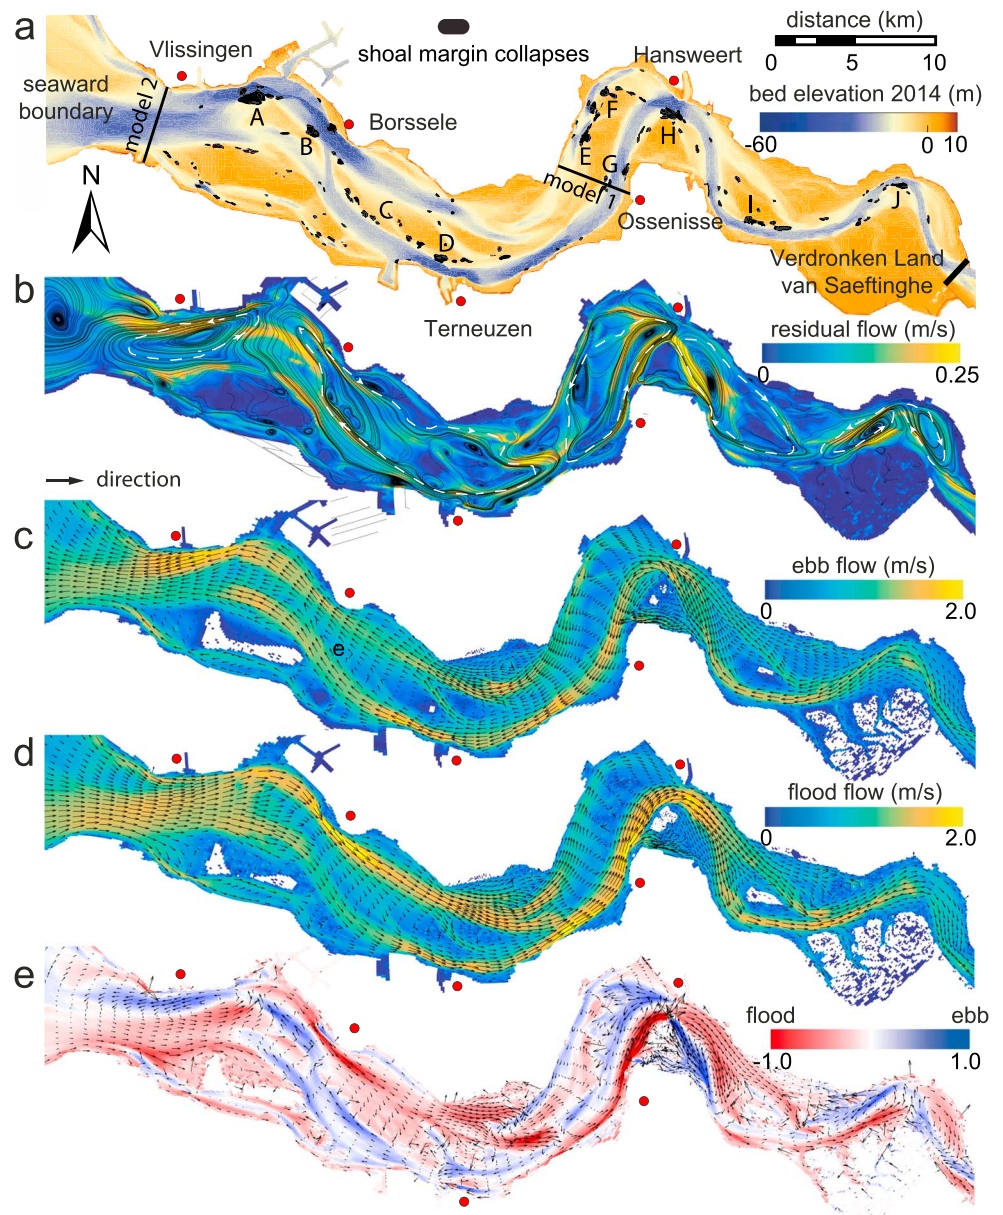 a
Vlissingen
shoal margin collapses
Hansweert
distance (km)
0 5 10
seaward
boundary
model 2
bed elevation 2014 (m)
-60 0 10
A
B
Borssele
C
D
E
F
G
H
I
J
model 1
Ossenisse
N
Verdronken Land
van Saeftinghe
b
Terneuzen
residual flow (m/s)
0 0.25
direction
c
ebb flow (m/s)
0 2.0
e
d
flood flow (m/s)
0 2.0
e
flood ebb
-1.0 1.0